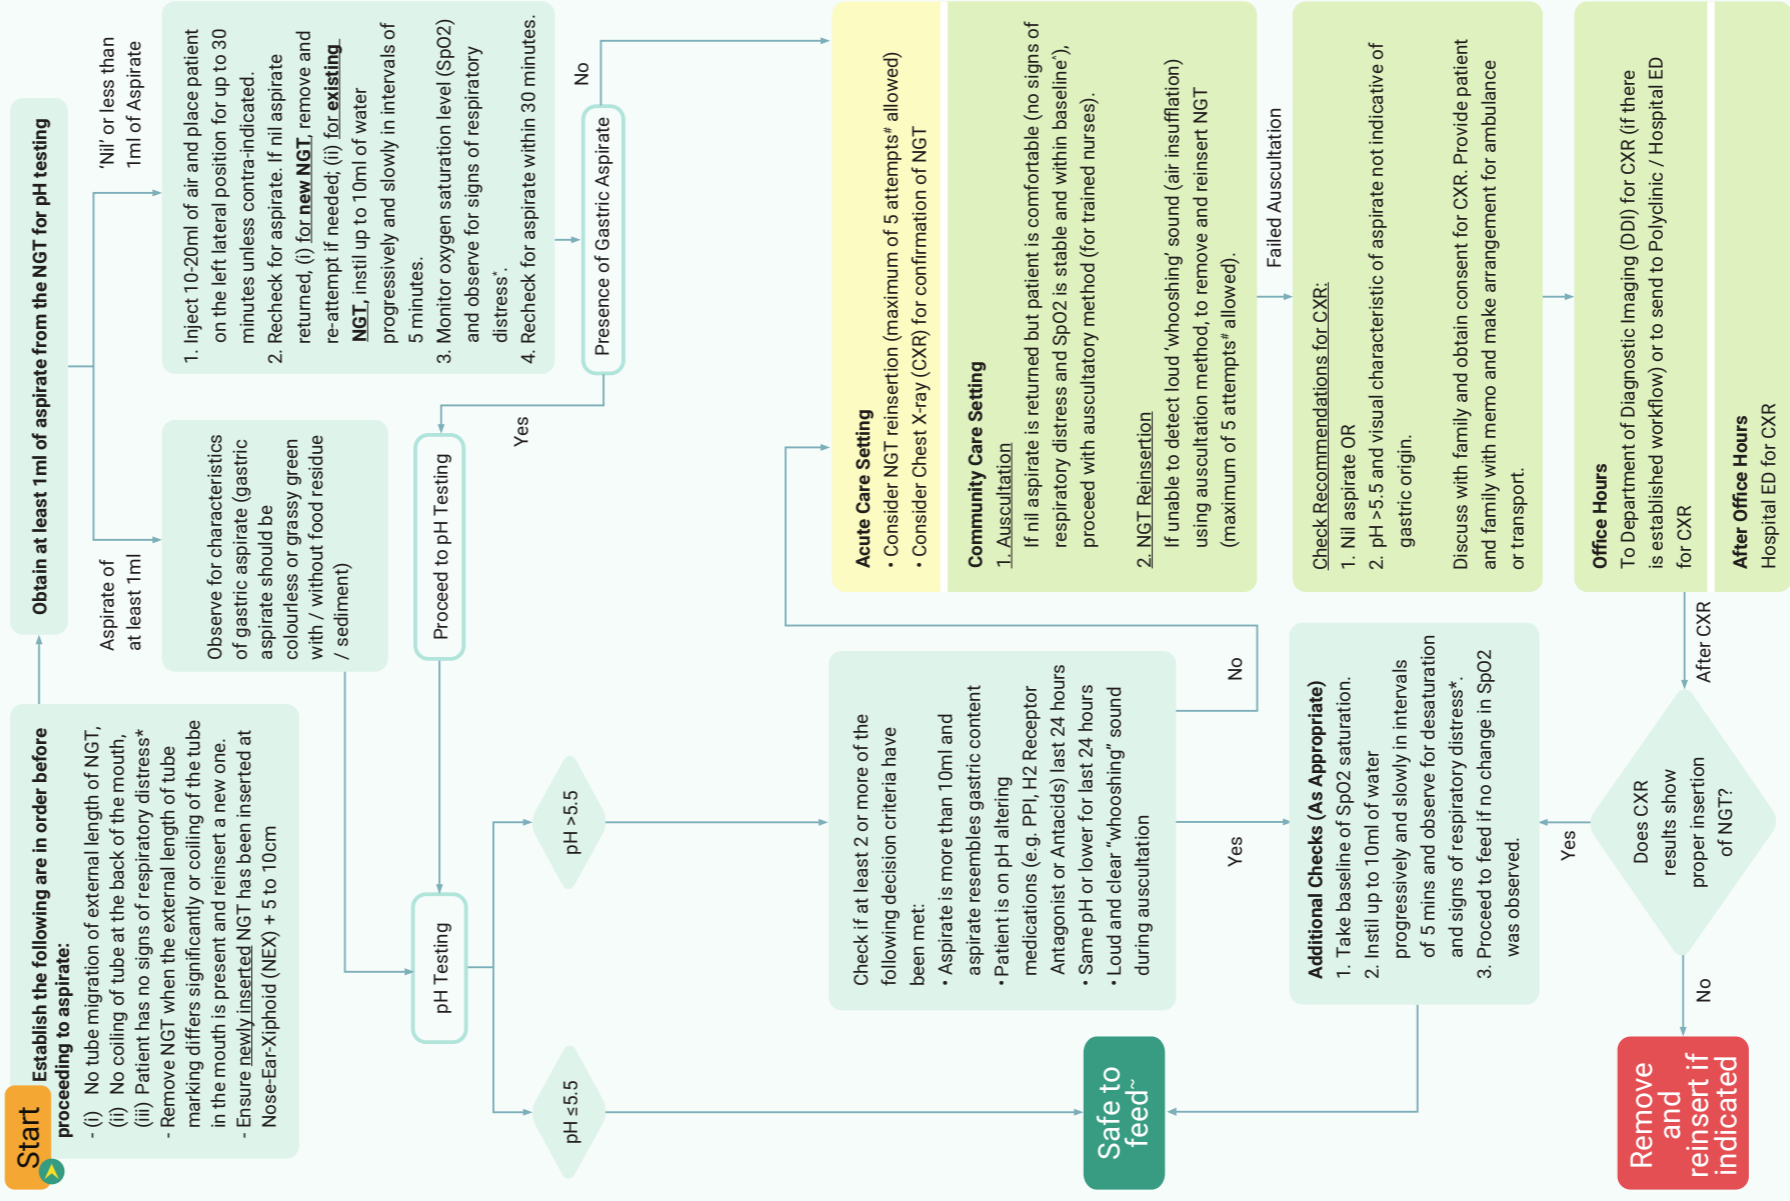 Start
Establish the following are in order before
proceeding to aspirate:
- (i) No tube migration of external length of NGT,
(ii) No coiling of tube at the back of the mouth,
(iii) Patient has no signs of respiratory distress*
- Remove NGT when the external length of tube
marking differs significantly or coiling of the tube
in the mouth is present and reinsert a new one.
- Ensure newly inserted NGT has been inserted at
Nose-Ear-Xiphoid (NEX) + 5 to 10cm
Obtain at least 1ml of aspirate from the NGT for pH testing
Aspirate of
at least 1ml
'Nil' or less than
1ml of Aspirate
Observe for characteristics
of gastric aspirate (gastric
aspirate should be
colourless or grassy green
with / without food residue
/ sediment)
1. Inject 10-20ml of air and place patient
on the left lateral position for up to 30
minutes unless contra-indicated.
2. Recheck for aspirate. If nil aspirate
returned, (i) for new NGT, remove and
re-attempt if needed; (ii) for existing
NGT, instil up to 10ml of water
progressively and slowly in intervals of
5 minutes.
3. Monitor oxygen saturation level (SpO2)
and observe for signs of respiratory
distress*.
4. Recheck for aspirate within 30 minutes.
Presence of Gastric Aspirate
Yes
No
Proceed to pH Testing
pH Testing
pH ≤5.5
pH >5.5
Check if at least 2 or more of the
following decision criteria have
been met:
• Aspirate is more than 10ml and
aspirate resembles gastric content
• Patient is on pH altering
medications (e.g. PPI, H2 Receptor
Antagonist or Antacids) last 24 hours
• Same pH or lower for last 24 hours
• Loud and clear "whooshing" sound
during auscultation
Yes
No
Acute Care Setting
• Consider NGT reinsertion (maximum of 5 attempts# allowed)
• Consider Chest X-ray (CXR) for confirmation of NGT
Community Care Setting
1. Auscultation
If nil aspirate is returned but patient is comfortable (no signs of
respiratory distress and SpO2 is stable and within baseline^),
proceed with auscultatory method (for trained nurses).
2. NGT Reinsertion
If unable to detect loud 'whooshing' sound (air insufflation)
using auscultation method, to remove and reinsert NGT
(maximum of 5 attempts# allowed).
Failed Auscultation
Check Recommendations for CXR:
1. Nil aspirate OR
2. pH >5.5 and visual characteristic of aspirate not indicative of
gastric origin.
Discuss with family and obtain consent for CXR. Provide patient
and family with memo and make arrangement for ambulance
or transport.
Office Hours
To Department of Diagnostic Imaging (DDI) for CXR (if there
is established workflow) or to send to Polyclinic / Hospital ED
for CXR
After Office Hours
Hospital ED for CXR
After CXR
Does CXR
results show
proper insertion
of NGT?
Yes
No
Additional Checks (As Appropriate)
1. Take baseline of SpO2 saturation.
2. Instil up to 10ml of water
progressively and slowly in intervals
of 5 mins and observe for desaturation
and signs of respiratory distress*.
3. Proceed to feed if no change in SpO2
was observed.
Safe to
feed~
Remove
and
reinsert if
indicated